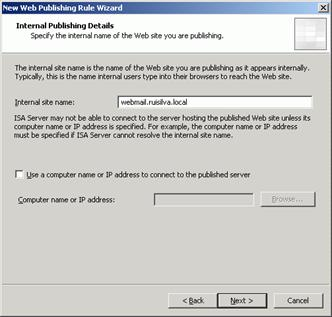 New Web Publishing Rule Wizard
Internal Publishing Details
Specify the internal name of the Web site you are publishing.
The internal site name is the name of the Web site you are publishing as it appears internally.
Typically, this is the name internal users type into their browsers to reach the Web site.
Internal site name:
webmail.ruisilva.local
ISA Server may not be able to connect to the server hosting the published Web site unless its
computer name or IP address is specified. For example, the computer name or IP address
must be specified if ISA Server cannot resolve the internal site name.
Use a computer name or IP address to connect to the published server
Computer name or IP address:
Browse...
< Back
Next >
Cancel